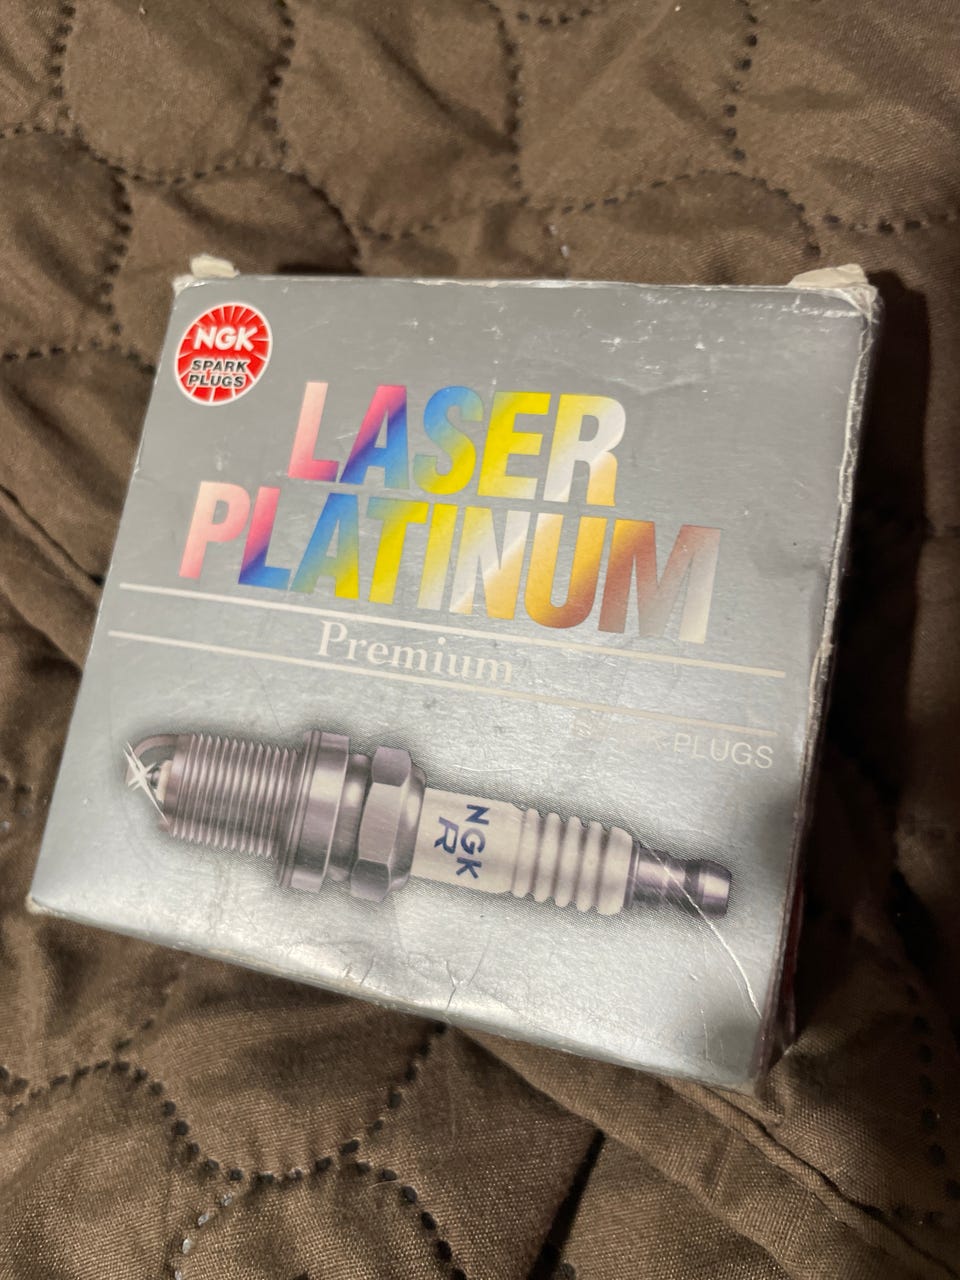 NGK
SPARK
PLUGS
LASER
PLATINUM
Premium
PLUGS
NGK
R